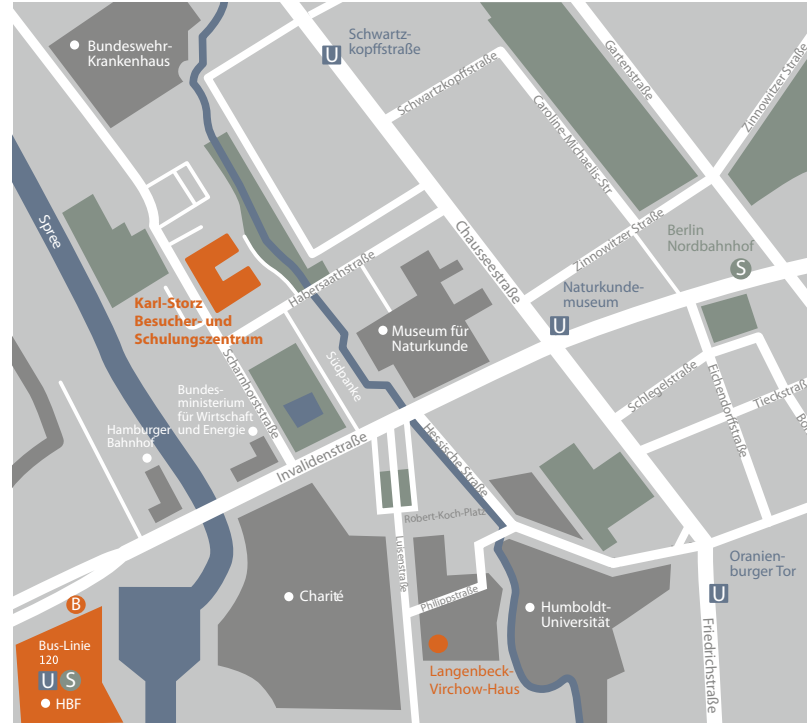 Bundeswehr-
Krankenhaus
Schwartz-
kopffstraße
U
Schwartzkopffstraße
Gartenstraße
Zinnowitzer Straße
Caroline-Michaelis-Str.
Spree
Karl-Storz
Besucher- und
Schulungszentrum
Habersaathstraße
Chausseestraße
Zinnowitzer Straße
Berlin
Nordbahnhof
S
Naturkunde-
museum
U
Museum für
Naturkunde
Scharnhorststraße
Südpanke
Bundes-
ministerium
für Wirtschaft
und Energie
Hamburger
Bahnhof
Invalidenstraße
Schlegelstraße
Eichendorffstraße
Tieckstraße
Hessische Straße
Robert-Koch-Platz
Luisenstraße
Philippstraße
Charité
Humboldt-
Universität
Oranien-
burger Tor
U
Friedrichstraße
Langenbeck-
Virchow-Haus
B
Bus-Linie
120
U S
HBF